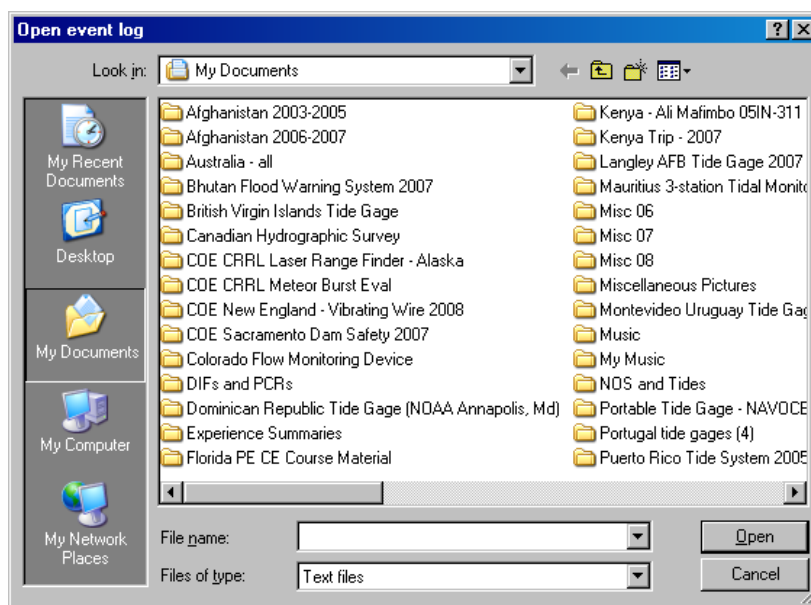 Open event log
Look in: My Documents
My Recent
Documents
Desktop
My Documents
My Computer
My Network
Places
Afghanistan 2003-2005
Afghanistan 2006-2007
Australia - all
Bhutan Flood Warning System 2007
British Virgin Islands Tide Gage
Canadian Hydrographic Survey
COE CRRL Laser Range Finder - Alaska
COE CRRL Meteor Burst Eval
COE New England - Vibrating Wire 2008
COE Sacramento Dam Safety 2007
Colorado Flow Monitoring Device
DIFs and PCRs
Dominican Republic Tide Gage (NOAA Annapolis, Md)
Experience Summaries
Florida PE CE Course Material
Kenya - Ali Mafimbo 05IN-311
Kenya Trip - 2007
Langley AFB Tide Gage 2007
Mauritius 3-station Tidal Monito
Misc 06
Misc 07
Misc 08
Miscellaneous Pictures
Montevideo Uruguay Tide Gag
Music
My Music
NOS and Tides
Portable Tide Gage - NAVOCE
Portugal tide gages (4)
Puerto Rico Tide System 2005
File name:
Open
Files of type: Text files
Cancel